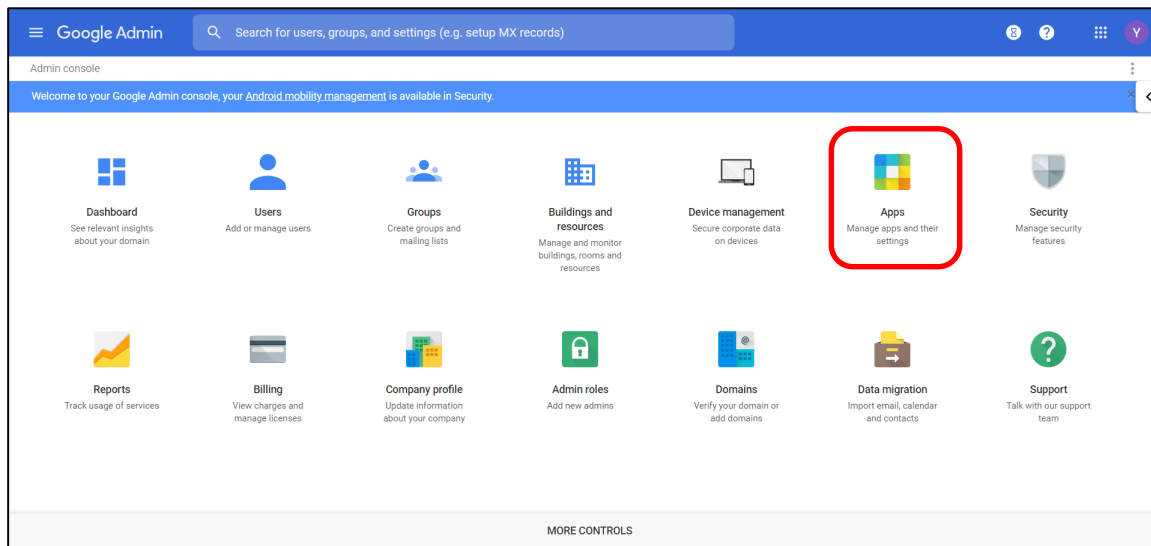 Google Admin
Search for users, groups, and settings (e.g. setup MX records)
Y
Admin console
Welcome to your Google Admin console, your Android mobility management is available in Security.
Dashboard
See relevant insights
about your domain
Users
Add or manage users
Groups
Create groups and
mailing lists
Buildings and
resources
Manage and monitor
buildings, rooms and
resources
Device management
Secure corporate data
on devices
Apps
Manage apps and their
settings
Security
Manage security
features
Reports
Track usage of services
Billing
View charges and
manage licenses
Company profile
Update information
about your company
Admin roles
Add new admins
Domains
Verify your domain or
add domains
Data migration
Import email, calendar
and contacts
Support
Talk with our support
team
MORE CONTROLS